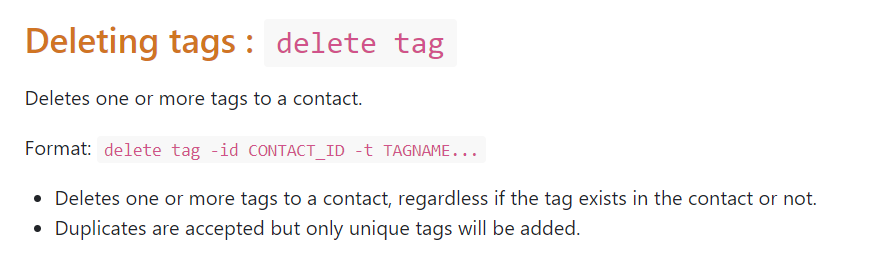 Deleting tags : delete tag
Deletes one or more tags to a contact.
Format: delete tag -id CONTACT_ID -t TAGNAME...
• Deletes one or more tags to a contact, regardless if the tag exists in the contact or not.
• Duplicates are accepted but only unique tags will be added.